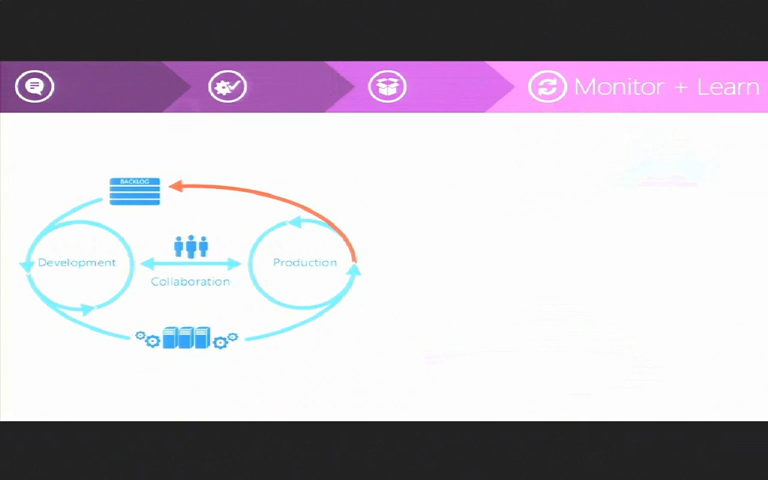 Monitor + Learn
BACKLOG
Development
Production
Collaboration